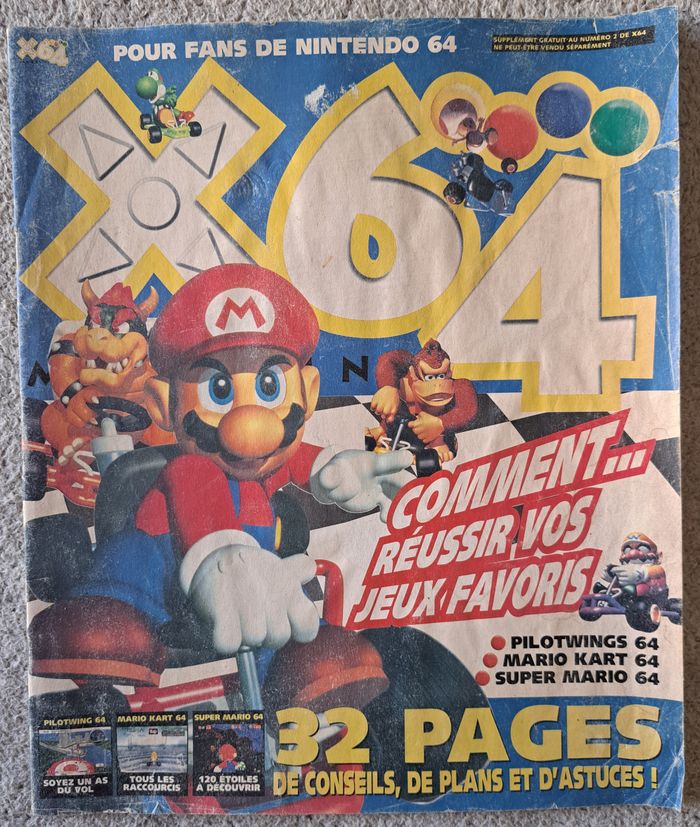 X64
POUR FANS DE NINTENDO 64
SUPPLÉMENT GRATUIT AU NUMÉRO 2 DE X64
NE PEUT-ÊTRE VENDU SÉPARÉMENT
X64
M
COMMENT...
RÉUSSIR VOS
JEUX FAVORIS
PILOTWINGS 64
MARIO KART 64
SUPER MARIO 64
PILOTWING 64
SOYEZ UN AS
DU VOL
MARIO KART 64
TOUS LES
RACCOURCIS
SUPER MARIO 64
120 ÉTOILES
A DÉCOUVRIR
32 PAGES
DE CONSEILS, DE PLANS ET D'ASTUCES !